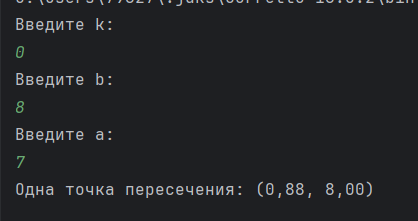 Введите k:
0
Введите b:
8
Введите a:
7
Одна точка пересечения: (0,88, 8,00)